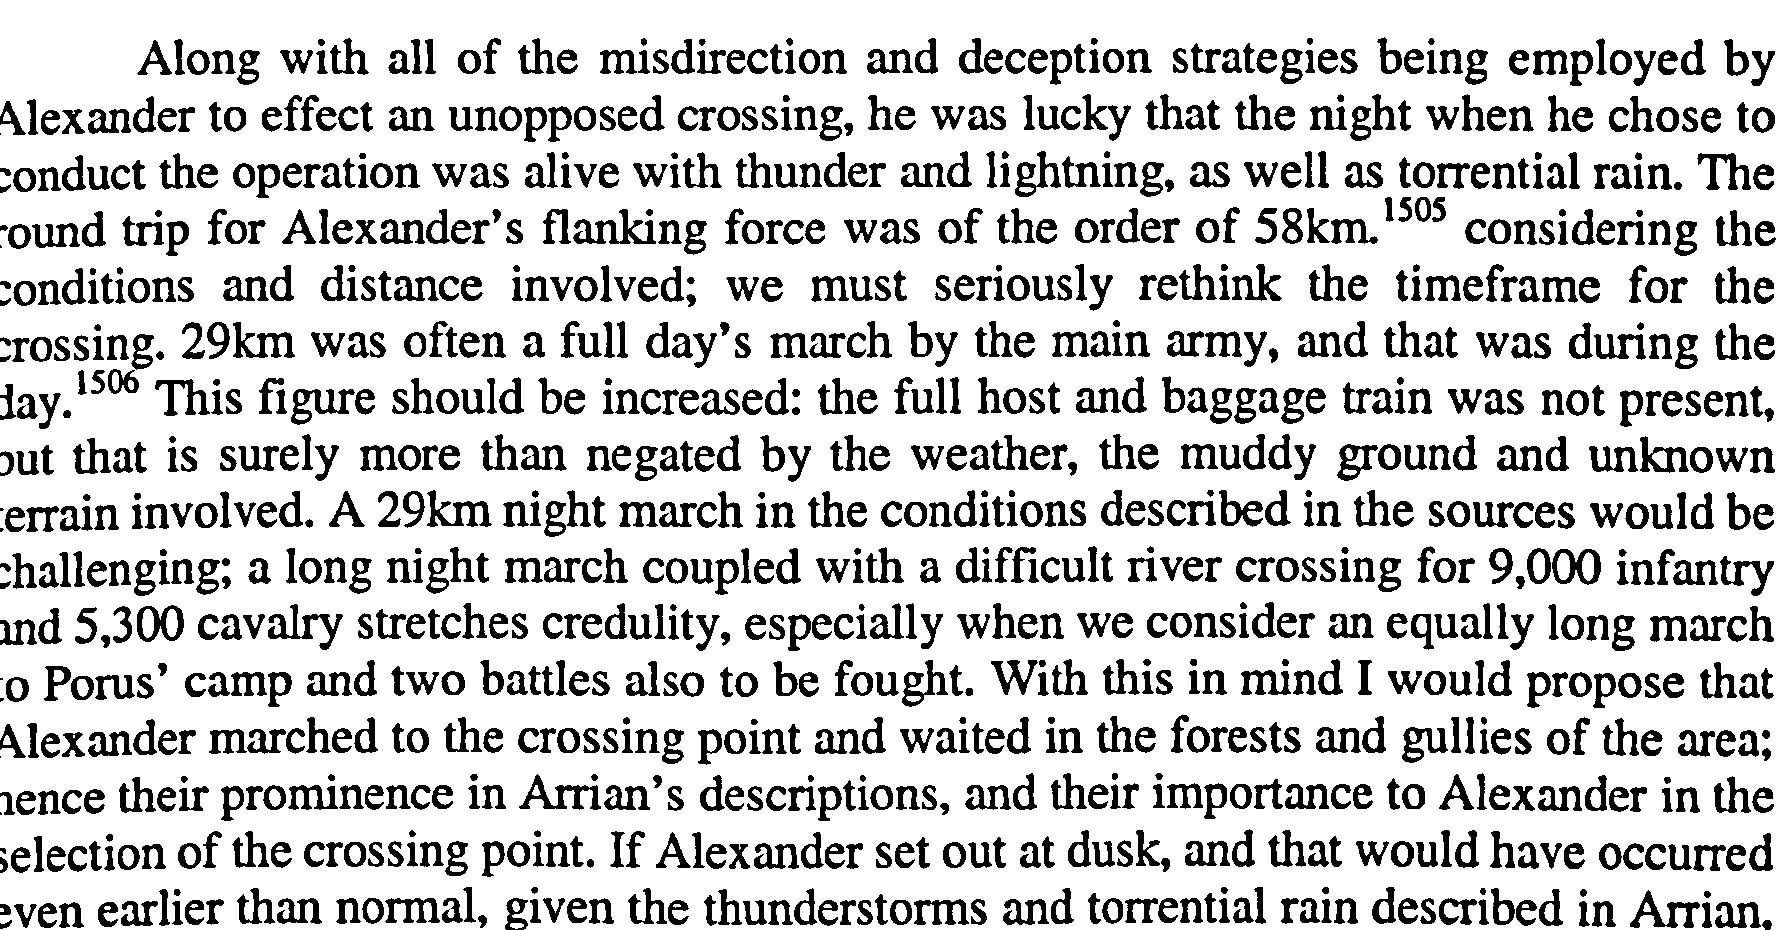 Along with all of the misdirection and deception strategies being employed by
Alexander to effect an unopposed crossing, he was lucky that the night when he chose to
conduct the operation was alive with thunder and lightning, as well as torrential rain. The
round trip for Alexander's flanking force was of the order of 58km.1505 considering the
conditions and distance involved; we must seriously rethink the timeframe for the
crossing. 29km was often a full day's march by the main army, and that was during the
day.1506 This figure should be increased: the full host and baggage train was not present,
but that is surely more than negated by the weather, the muddy ground and unknown
terrain involved. A 29km night march in the conditions described in the sources would be
challenging; a long night march coupled with a difficult river crossing for 9,000 infantry
and 5,300 cavalry stretches credulity, especially when we consider an equally long march
to Porus' camp and two battles also to be fought. With this in mind I would propose that
Alexander marched to the crossing point and waited in the forests and gullies of the area;
hence their prominence in Arrian's descriptions, and their importance to Alexander in the
selection of the crossing point. If Alexander set out at dusk, and that would have occurred
even earlier than normal, given the thunderstorms and torrential rain described in Arrian,